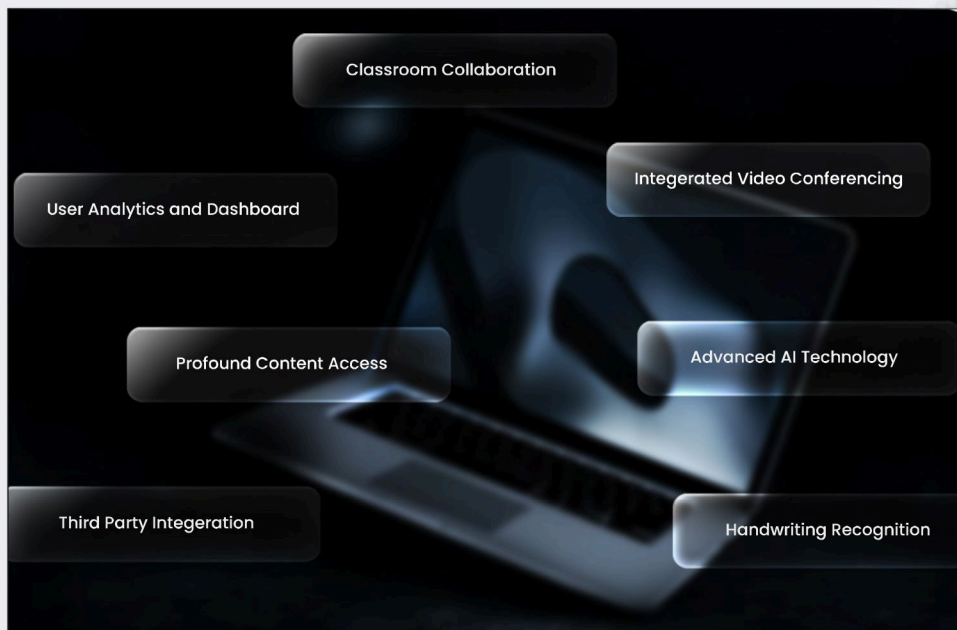 Classroom Collaboration
Integerated Video Conferencing
User Analytics and Dashboard
Advanced AI Technology
Profound Content Access
Third Party Integeration
Handwriting Recognition